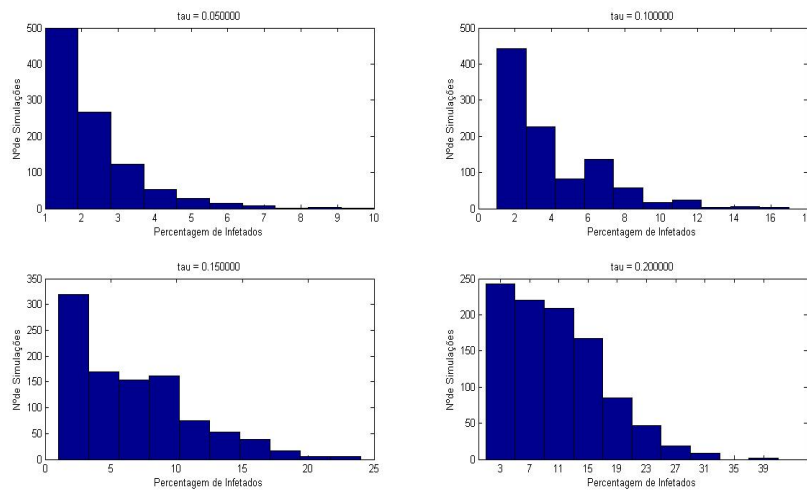 tau = 0.050000
500
400
300
200
100
0
1 2 3 4 5 6 7 8 9 10
Nºde Simulações
Percentagem de Infetados
tau = 0.100000
500
400
300
200
100
0
0 2 4 6 8 10 12 14 16 18
Nºde Simulações
Percentagem de Infetados
tau = 0.150000
350
300
250
200
150
100
50
0
0 5 10 15 20 25
Nºde Simulações
Percentagem de Infetados
tau = 0.200000
250
200
150
100
50
0
3 7 11 15 19 23 27 31 35 39
Nºde Simulações
Percentagem de Infetados